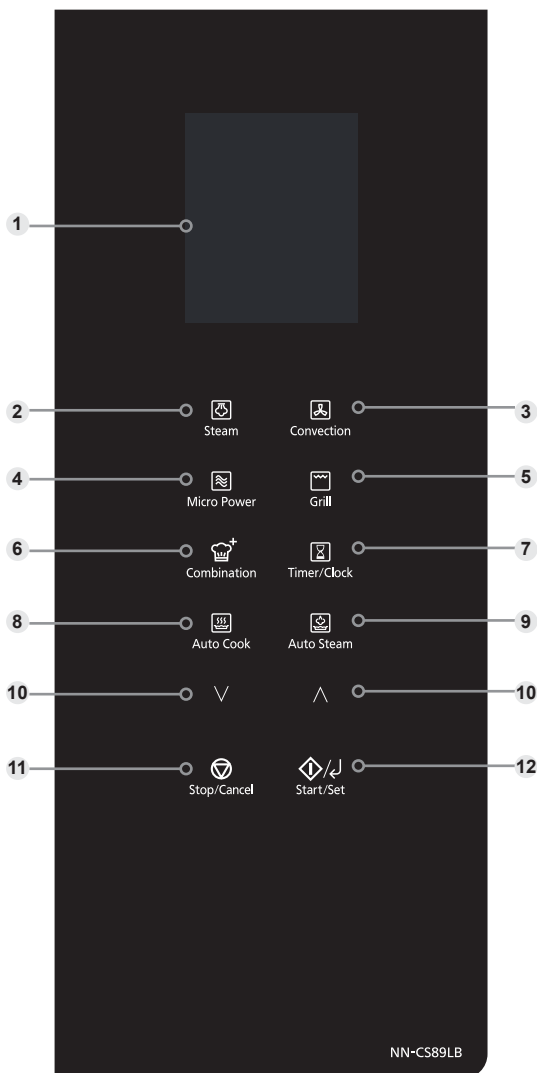 1
2 Steam Convection 3
4 Micro Power Grill 5
6 Combination Timer/Clock 7
8 Auto Cook Auto Steam 9
10 10
11 Stop/Cancel Start/Set 12
NN-CS89LB